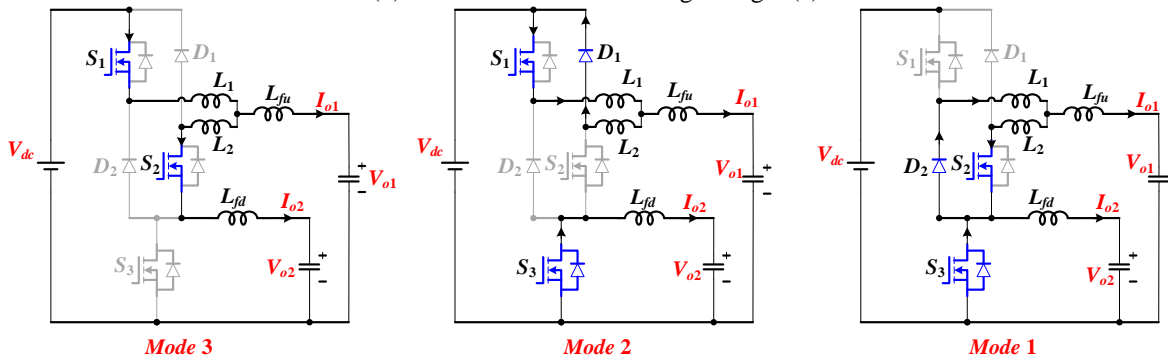 S1
D1
L1
Lfu
Io1
L2
Vdc
D2
S2
Vo1
+
-
Lfd
Io2
S3
Vo2
+
-
Mode 3
S1
D1
L1
Lfu
Io1
L2
Vdc
D2
S2
Vo1
+
-
Lfd
Io2
S3
Vo2
+
-
Mode 2
S1
D1
L1
Lfu
Io1
L2
Vdc
D2
S2
Vo1
+
-
Lfd
Io2
S3
Vo2
+
-
Mode 1